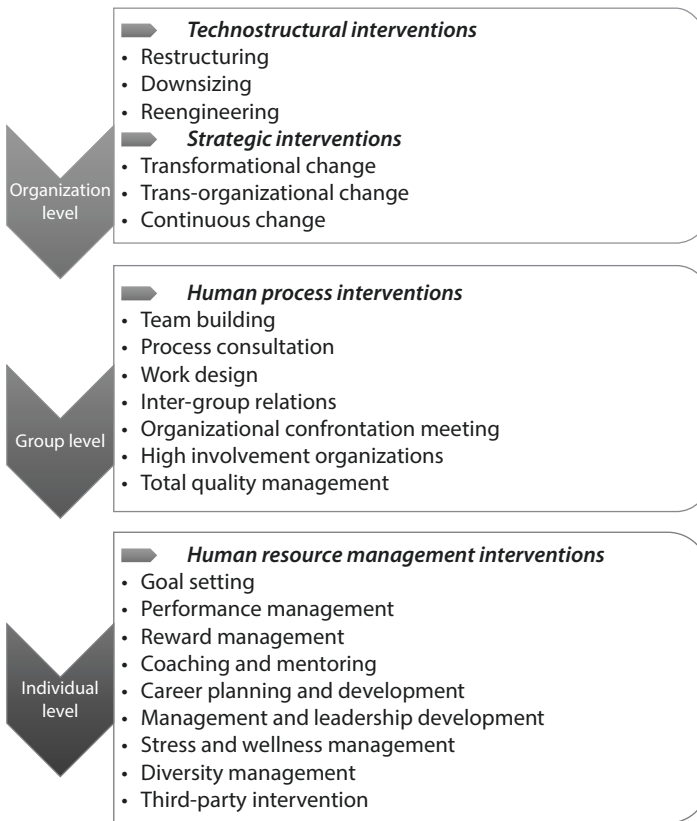 Technostructural interventions
• Restructuring
• Downsizing
• Reengineering
Strategic interventions
• Transformational change
• Trans-organizational change
• Continuous change
Organization
level
Human process interventions
• Team building
• Process consultation
• Work design
• Inter-group relations
• Organizational confrontation meeting
• High involvement organizations
• Total quality management
Group level
Human resource management interventions
• Goal setting
• Performance management
• Reward management
• Coaching and mentoring
• Career planning and development
• Management and leadership development
• Stress and wellness management
• Diversity management
• Third-party intervention
Individual
level